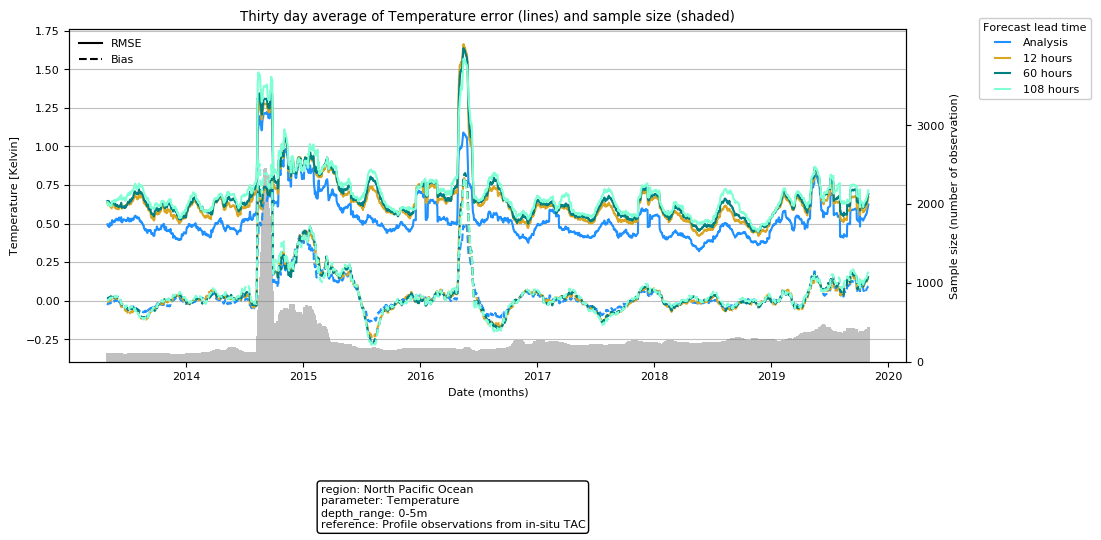 Thirty day average of Temperature error (lines) and sample size (shaded)
Forecast lead time
Analysis
12 hours
60 hours
108 hours
RMSE
Bias
1.75
1.50
1.25
1.00
0.75
0.50
0.25
0.00
−0.25
Temperature [Kelvin]
3000
2000
1000
0
Sample size (number of observation)
2014 2015 2016 2017 2018 2019 2020
Date (months)
region: North Pacific Ocean
parameter: Temperature
depth_range: 0-5m
reference: Profile observations from in-situ TAC